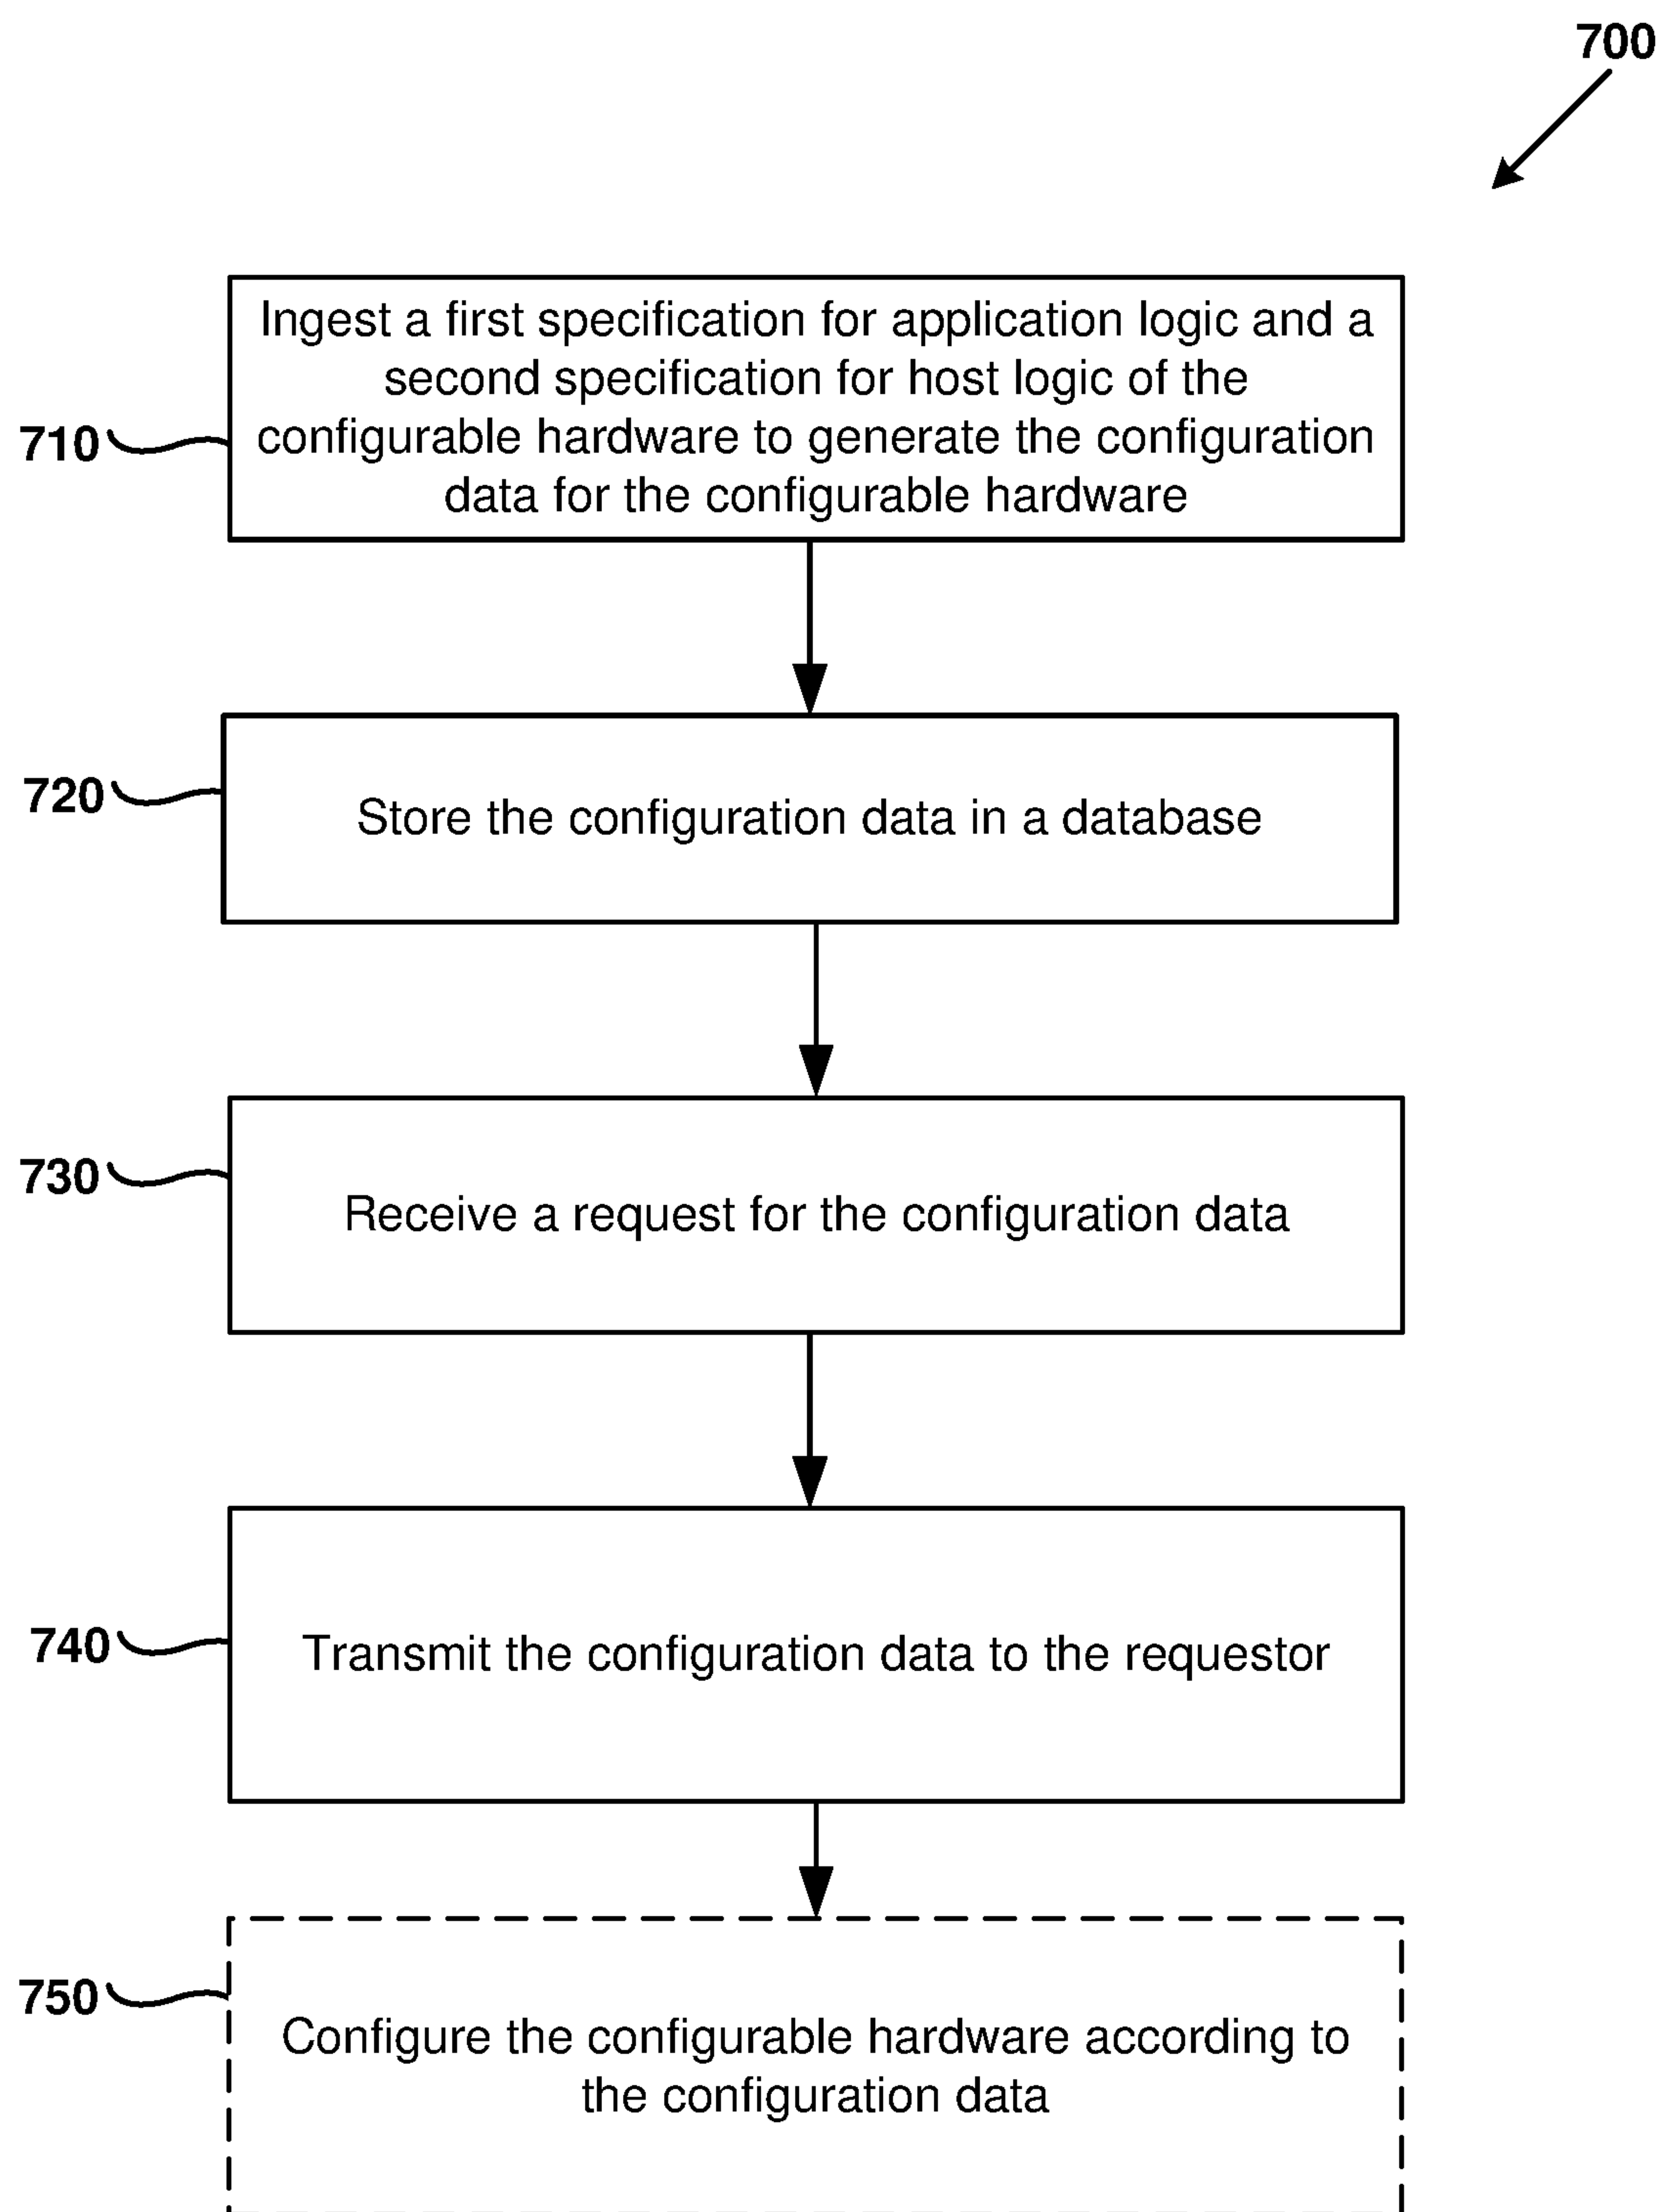 700
Ingest a first specification for application logic and a
second specification for host logic of the
configurable hardware to generate the configuration
data for the configurable hardware
710
Store the configuration data in a database
720
Receive a request for the configuration data
730
Transmit the configuration data to the requestor
740
Configure the configurable hardware according to
the configuration data
750